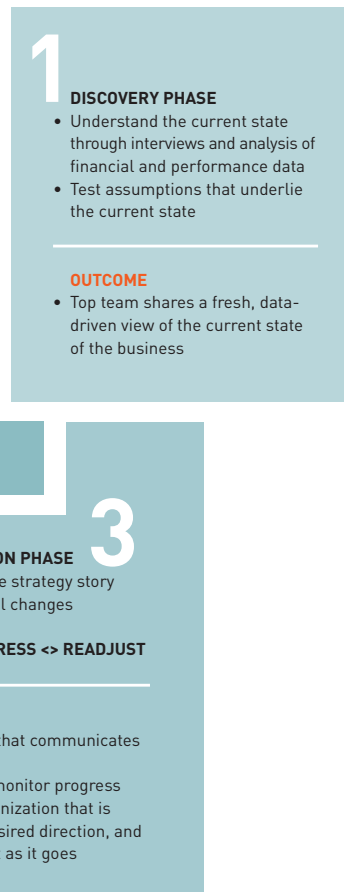 1
DISCOVERY PHASE
• Understand the current state
through interviews and analysis of
financial and performance data
• Test assumptions that underlie
the current state
OUTCOME
• Top team shares a fresh, data-
driven view of the current state
of the business
3
ON PHASE
e strategy story
l changes
RESS <> READJUST
that communicates
monitor progress
nization that is
sired direction, and
t as it goes